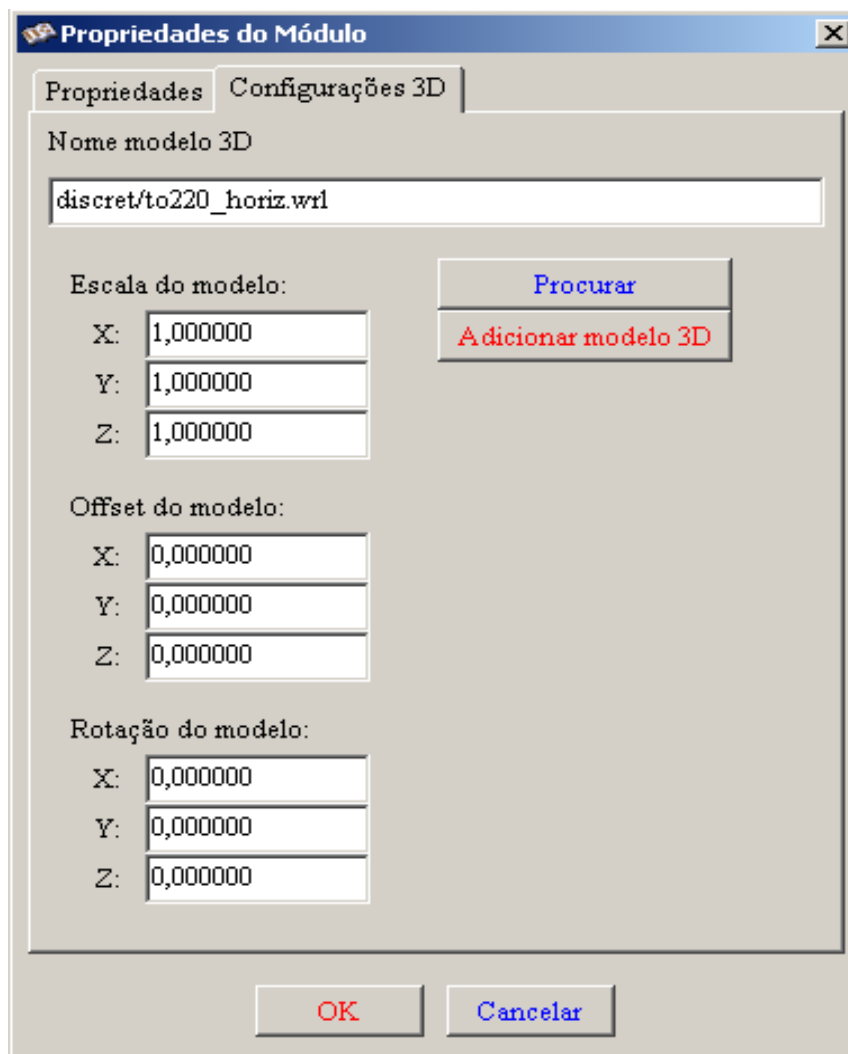 Propriedades do Módulo
Propriedades Configurações 3D
Nome modelo 3D
discret/to220_horiz.wrl
Escala do modelo: Procurar
X: 1,000000 Adicionar modelo 3D
Y: 1,000000
Z: 1,000000
Offset do modelo:
X: 0,000000
Y: 0,000000
Z: 0,000000
Rotação do modelo:
X: 0,000000
Y: 0,000000
Z: 0,000000
OK Cancelar